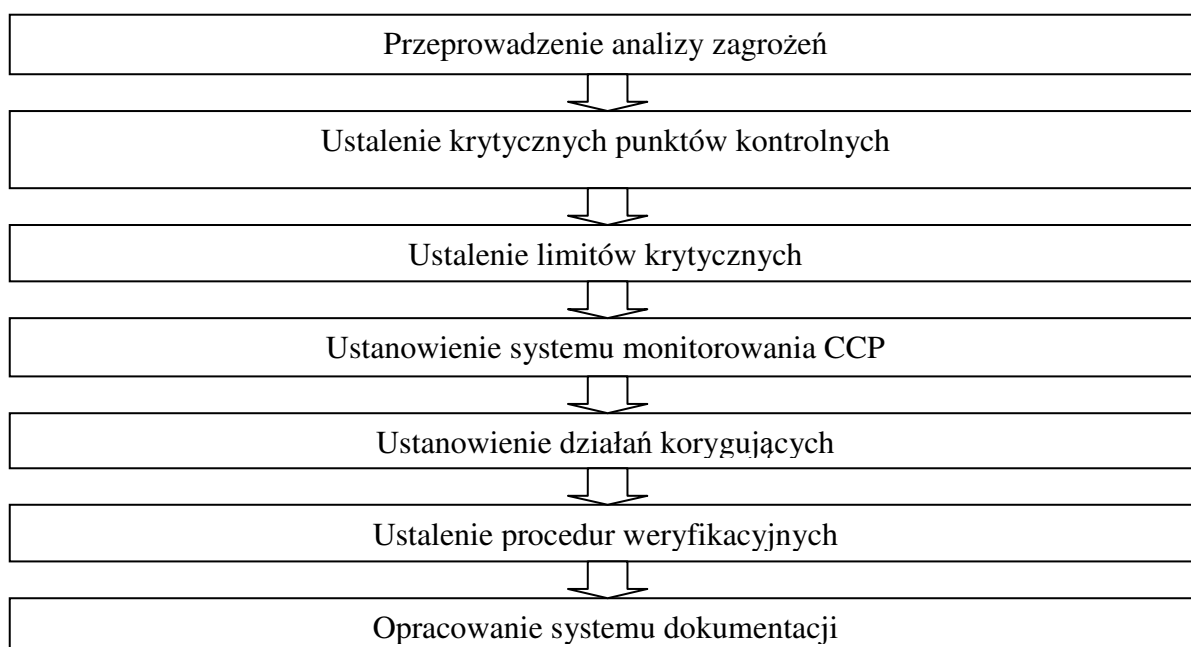 Przeprowadzenie analizy zagrożeń
Ustalenie krytycznych punktów kontrolnych
Ustalenie limitów krytycznych
Ustanowienie systemu monitorowania CCP
Ustanowienie działań korygujących
Ustalenie procedur weryfikacyjnych
Opracowanie systemu dokumentacji